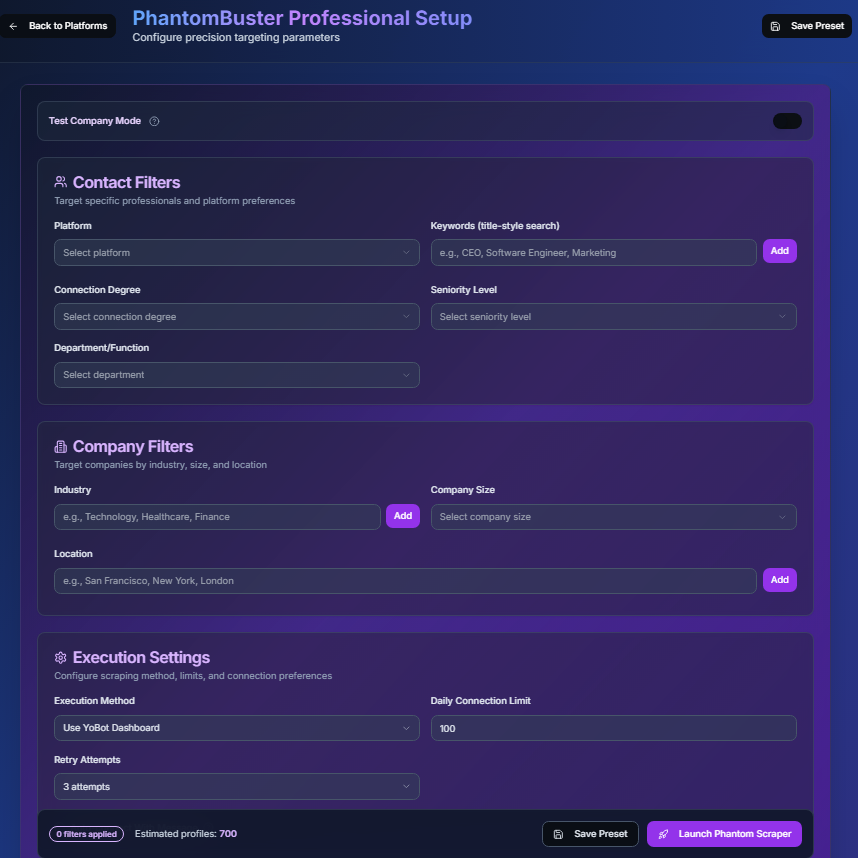 Back to Platforms
PhantomBuster Professional Setup
Configure precision targeting parameters
Save Preset
Test Company Mode
Contact Filters
Target specific professionals and platform preferences
Platform
Keywords (title-style search)
Select platform
e.g., CEO, Software Engineer, Marketing
Add
Connection Degree
Seniority Level
Select connection degree
Select seniority level
Department/Function
Select department
Company Filters
Target companies by industry, size, and location
Industry
Company Size
e.g., Technology, Healthcare, Finance
Add
Select company size
Location
e.g., San Francisco, New York, London
Add
Execution Settings
Configure scraping method, limits, and connection preferences
Execution Method
Daily Connection Limit
Use YoBot Dashboard
100
Retry Attempts
3 attempts
0 filters applied
Estimated profiles: 700
Save Preset
Launch Phantom Scraper